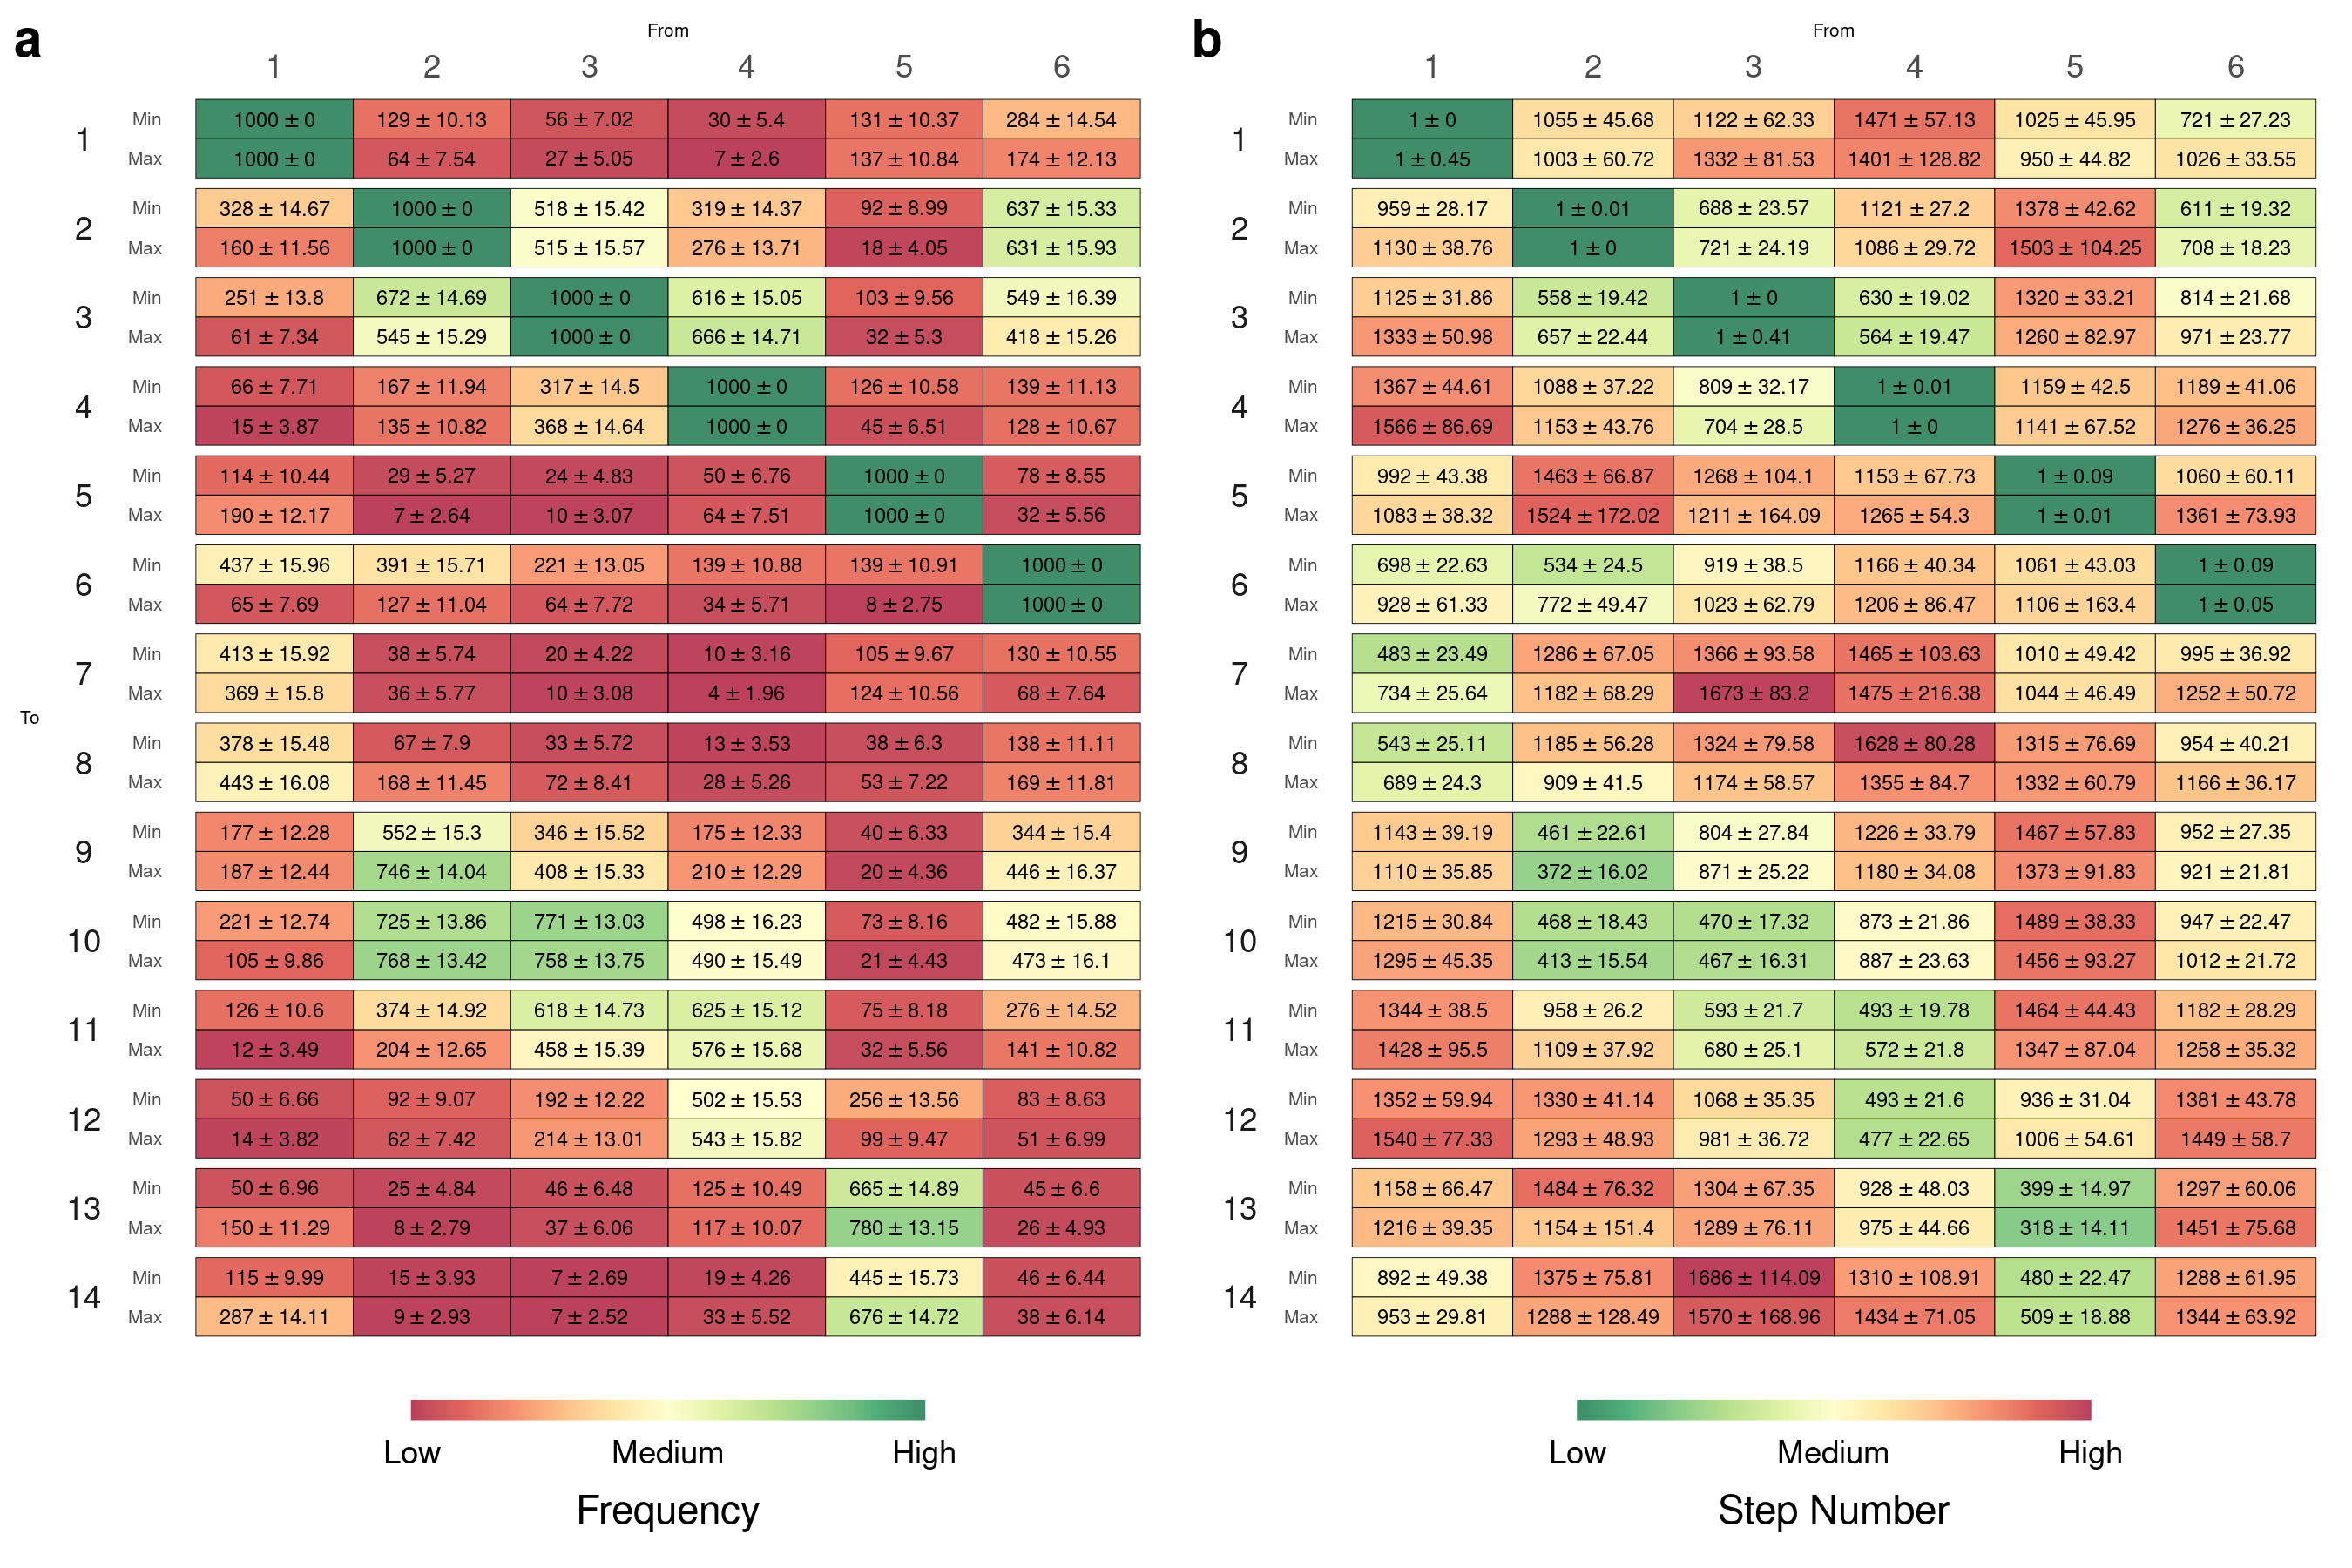 a
From
1 2 3 4 5 6
1
Min 1000 ± 0 129 ± 10.13 56 ± 7.02 30 ± 5.4 131 ± 10.37 284 ± 14.54
Max 1000 ± 0 64 ± 7.54 27 ± 5.05 7 ± 2.6 137 ± 10.84 174 ± 12.13
2
Min 328 ± 14.67 1000 ± 0 518 ± 15.42 319 ± 14.37 92 ± 8.99 637 ± 15.33
Max 160 ± 11.56 1000 ± 0 515 ± 15.57 276 ± 13.71 18 ± 4.05 631 ± 15.93
3
Min 251 ± 13.8 672 ± 14.69 1000 ± 0 616 ± 15.05 103 ± 9.56 549 ± 16.39
Max 61 ± 7.34 545 ± 15.29 1000 ± 0 666 ± 14.71 32 ± 5.3 418 ± 15.26
4
Min 66 ± 7.71 167 ± 11.94 317 ± 14.5 1000 ± 0 126 ± 10.58 139 ± 11.13
Max 15 ± 3.87 135 ± 10.82 368 ± 14.64 1000 ± 0 45 ± 6.51 128 ± 10.67
5
Min 114 ± 10.44 29 ± 5.27 24 ± 4.83 50 ± 6.76 1000 ± 0 78 ± 8.55
Max 190 ± 12.17 7 ± 2.64 10 ± 3.07 64 ± 7.51 1000 ± 0 32 ± 5.56
6
Min 437 ± 15.96 391 ± 15.71 221 ± 13.05 139 ± 10.88 139 ± 10.91 1000 ± 0
Max 65 ± 7.69 127 ± 11.04 64 ± 7.72 34 ± 5.71 8 ± 2.75 1000 ± 0
7
Min 413 ± 15.92 38 ± 5.74 20 ± 4.22 10 ± 3.16 105 ± 9.67 130 ± 10.55
Max 369 ± 15.8 36 ± 5.77 10 ± 3.08 4 ± 1.96 124 ± 10.56 68 ± 7.64
To
8
Min 378 ± 15.48 67 ± 7.9 33 ± 5.72 13 ± 3.53 38 ± 6.3 138 ± 11.11
Max 443 ± 16.08 168 ± 11.45 72 ± 8.41 28 ± 5.26 53 ± 7.22 169 ± 11.81
9
Min 177 ± 12.28 552 ± 15.3 346 ± 15.52 175 ± 12.33 40 ± 6.33 344 ± 15.4
Max 187 ± 12.44 746 ± 14.04 408 ± 15.33 210 ± 12.29 20 ± 4.36 446 ± 16.37
10
Min 221 ± 12.74 725 ± 13.86 771 ± 13.03 498 ± 16.23 73 ± 8.16 482 ± 15.88
Max 105 ± 9.86 768 ± 13.42 758 ± 13.75 490 ± 15.49 21 ± 4.43 473 ± 16.1
11
Min 126 ± 10.6 374 ± 14.92 618 ± 14.73 625 ± 15.12 75 ± 8.18 276 ± 14.52
Max 12 ± 3.49 204 ± 12.65 458 ± 15.39 576 ± 15.68 32 ± 5.56 141 ± 10.82
12
Min 50 ± 6.66 92 ± 9.07 192 ± 12.22 502 ± 15.53 256 ± 13.56 83 ± 8.63
Max 14 ± 3.82 62 ± 7.42 214 ± 13.01 543 ± 15.82 99 ± 9.47 51 ± 6.99
13
Min 50 ± 6.96 25 ± 4.84 46 ± 6.48 125 ± 10.49 665 ± 14.89 45 ± 6.6
Max 150 ± 11.29 8 ± 2.79 37 ± 6.06 117 ± 10.07 780 ± 13.15 26 ± 4.93
14
Min 115 ± 9.99 15 ± 3.93 7 ± 2.69 19 ± 4.26 445 ± 15.73 46 ± 6.44
Max 287 ± 14.11 9 ± 2.93 7 ± 2.52 33 ± 5.52 676 ± 14.72 38 ± 6.14
Low Medium High
Frequency
b
From
1 2 3 4 5 6
1
Min 1 ± 0 1055 ± 45.68 1122 ± 62.33 1471 ± 57.13 1025 ± 45.95 721 ± 27.23
Max 1 ± 0.45 1003 ± 60.72 1332 ± 81.53 1401 ± 128.82 950 ± 44.82 1026 ± 33.55
2
Min 959 ± 28.17 1 ± 0.01 688 ± 23.57 1121 ± 27.2 1378 ± 42.62 611 ± 19.32
Max 1130 ± 38.76 1 ± 0 721 ± 24.19 1086 ± 29.72 1503 ± 104.25 708 ± 18.23
3
Min 1125 ± 31.86 558 ± 19.42 1 ± 0 630 ± 19.02 1320 ± 33.21 814 ± 21.68
Max 1333 ± 50.98 657 ± 22.44 1 ± 0.41 564 ± 19.47 1260 ± 82.97 971 ± 23.77
4
Min 1367 ± 44.61 1088 ± 37.22 809 ± 32.17 1 ± 0.01 1159 ± 42.5 1189 ± 41.06
Max 1566 ± 86.69 1153 ± 43.76 704 ± 28.5 1 ± 0 1141 ± 67.52 1276 ± 36.25
5
Min 992 ± 43.38 1463 ± 66.87 1268 ± 104.1 1153 ± 67.73 1 ± 0.09 1060 ± 60.11
Max 1083 ± 38.32 1524 ± 172.02 1211 ± 164.09 1265 ± 54.3 1 ± 0.01 1361 ± 73.93
6
Min 698 ± 22.63 534 ± 24.5 919 ± 38.5 1166 ± 40.34 1061 ± 43.03 1 ± 0.09
Max 928 ± 61.33 772 ± 49.47 1023 ± 62.79 1206 ± 86.47 1106 ± 163.4 1 ± 0.05
7
Min 483 ± 23.49 1286 ± 67.05 1366 ± 93.58 1465 ± 103.63 1010 ± 49.42 995 ± 36.92
Max 734 ± 25.64 1182 ± 68.29 1673 ± 83.2 1475 ± 216.38 1044 ± 46.49 1252 ± 50.72
8
Min 543 ± 25.11 1185 ± 56.28 1324 ± 79.58 1628 ± 80.28 1315 ± 76.69 954 ± 40.21
Max 689 ± 24.3 909 ± 41.5 1174 ± 58.57 1355 ± 84.7 1332 ± 60.79 1166 ± 36.17
9
Min 1143 ± 39.19 461 ± 22.61 804 ± 27.84 1226 ± 33.79 1467 ± 57.83 952 ± 27.35
Max 1110 ± 35.85 372 ± 16.02 871 ± 25.22 1180 ± 34.08 1373 ± 91.83 921 ± 21.81
10
Min 1215 ± 30.84 468 ± 18.43 470 ± 17.32 873 ± 21.86 1489 ± 38.33 947 ± 22.47
Max 1295 ± 45.35 413 ± 15.54 467 ± 16.31 887 ± 23.63 1456 ± 93.27 1012 ± 21.72
11
Min 1344 ± 38.5 958 ± 26.2 593 ± 21.7 493 ± 19.78 1464 ± 44.43 1182 ± 28.29
Max 1428 ± 95.5 1109 ± 37.92 680 ± 25.1 572 ± 21.8 1347 ± 87.04 1258 ± 35.32
12
Min 1352 ± 59.94 1330 ± 41.14 1068 ± 35.35 493 ± 21.6 936 ± 31.04 1381 ± 43.78
Max 1540 ± 77.33 1293 ± 48.93 981 ± 36.72 477 ± 22.65 1006 ± 54.61 1449 ± 58.7
13
Min 1158 ± 66.47 1484 ± 76.32 1304 ± 67.35 928 ± 48.03 399 ± 14.97 1297 ± 60.06
Max 1216 ± 39.35 1154 ± 151.4 1289 ± 76.11 975 ± 44.66 318 ± 14.11 1451 ± 75.68
14
Min 892 ± 49.38 1375 ± 75.81 1686 ± 114.09 1310 ± 108.91 480 ± 22.47 1288 ± 61.95
Max 953 ± 29.81 1288 ± 128.49 1570 ± 168.96 1434 ± 71.05 509 ± 18.88 1344 ± 63.92
Low Medium High
Step Number